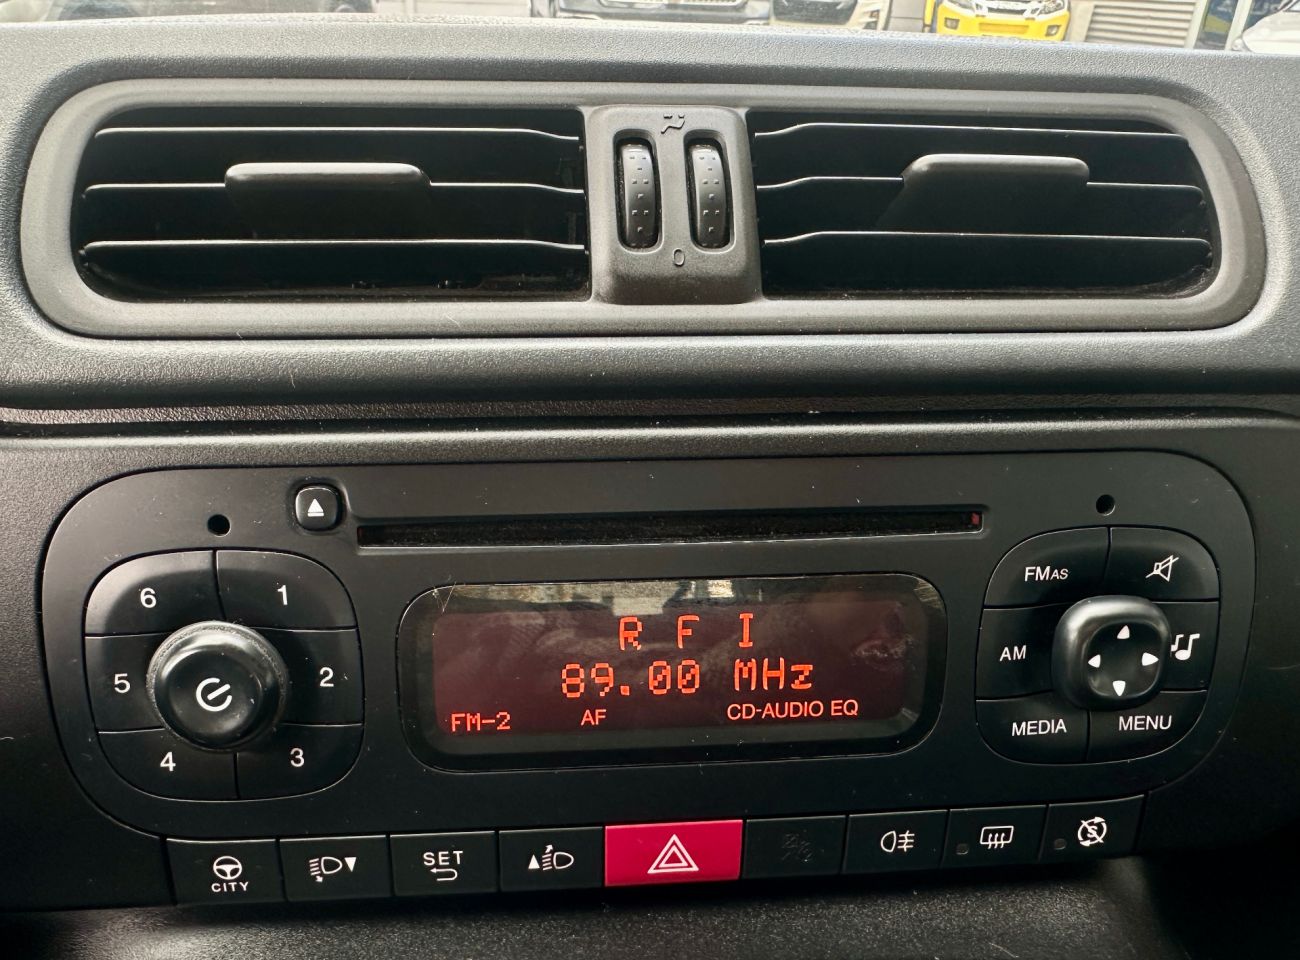 0
6
1
5
2
4
3
R F I
89.00 MHz
FM-2 AF CD-AUDIO EQ
FMAS
AM
MEDIA
MENU
CITY
SET